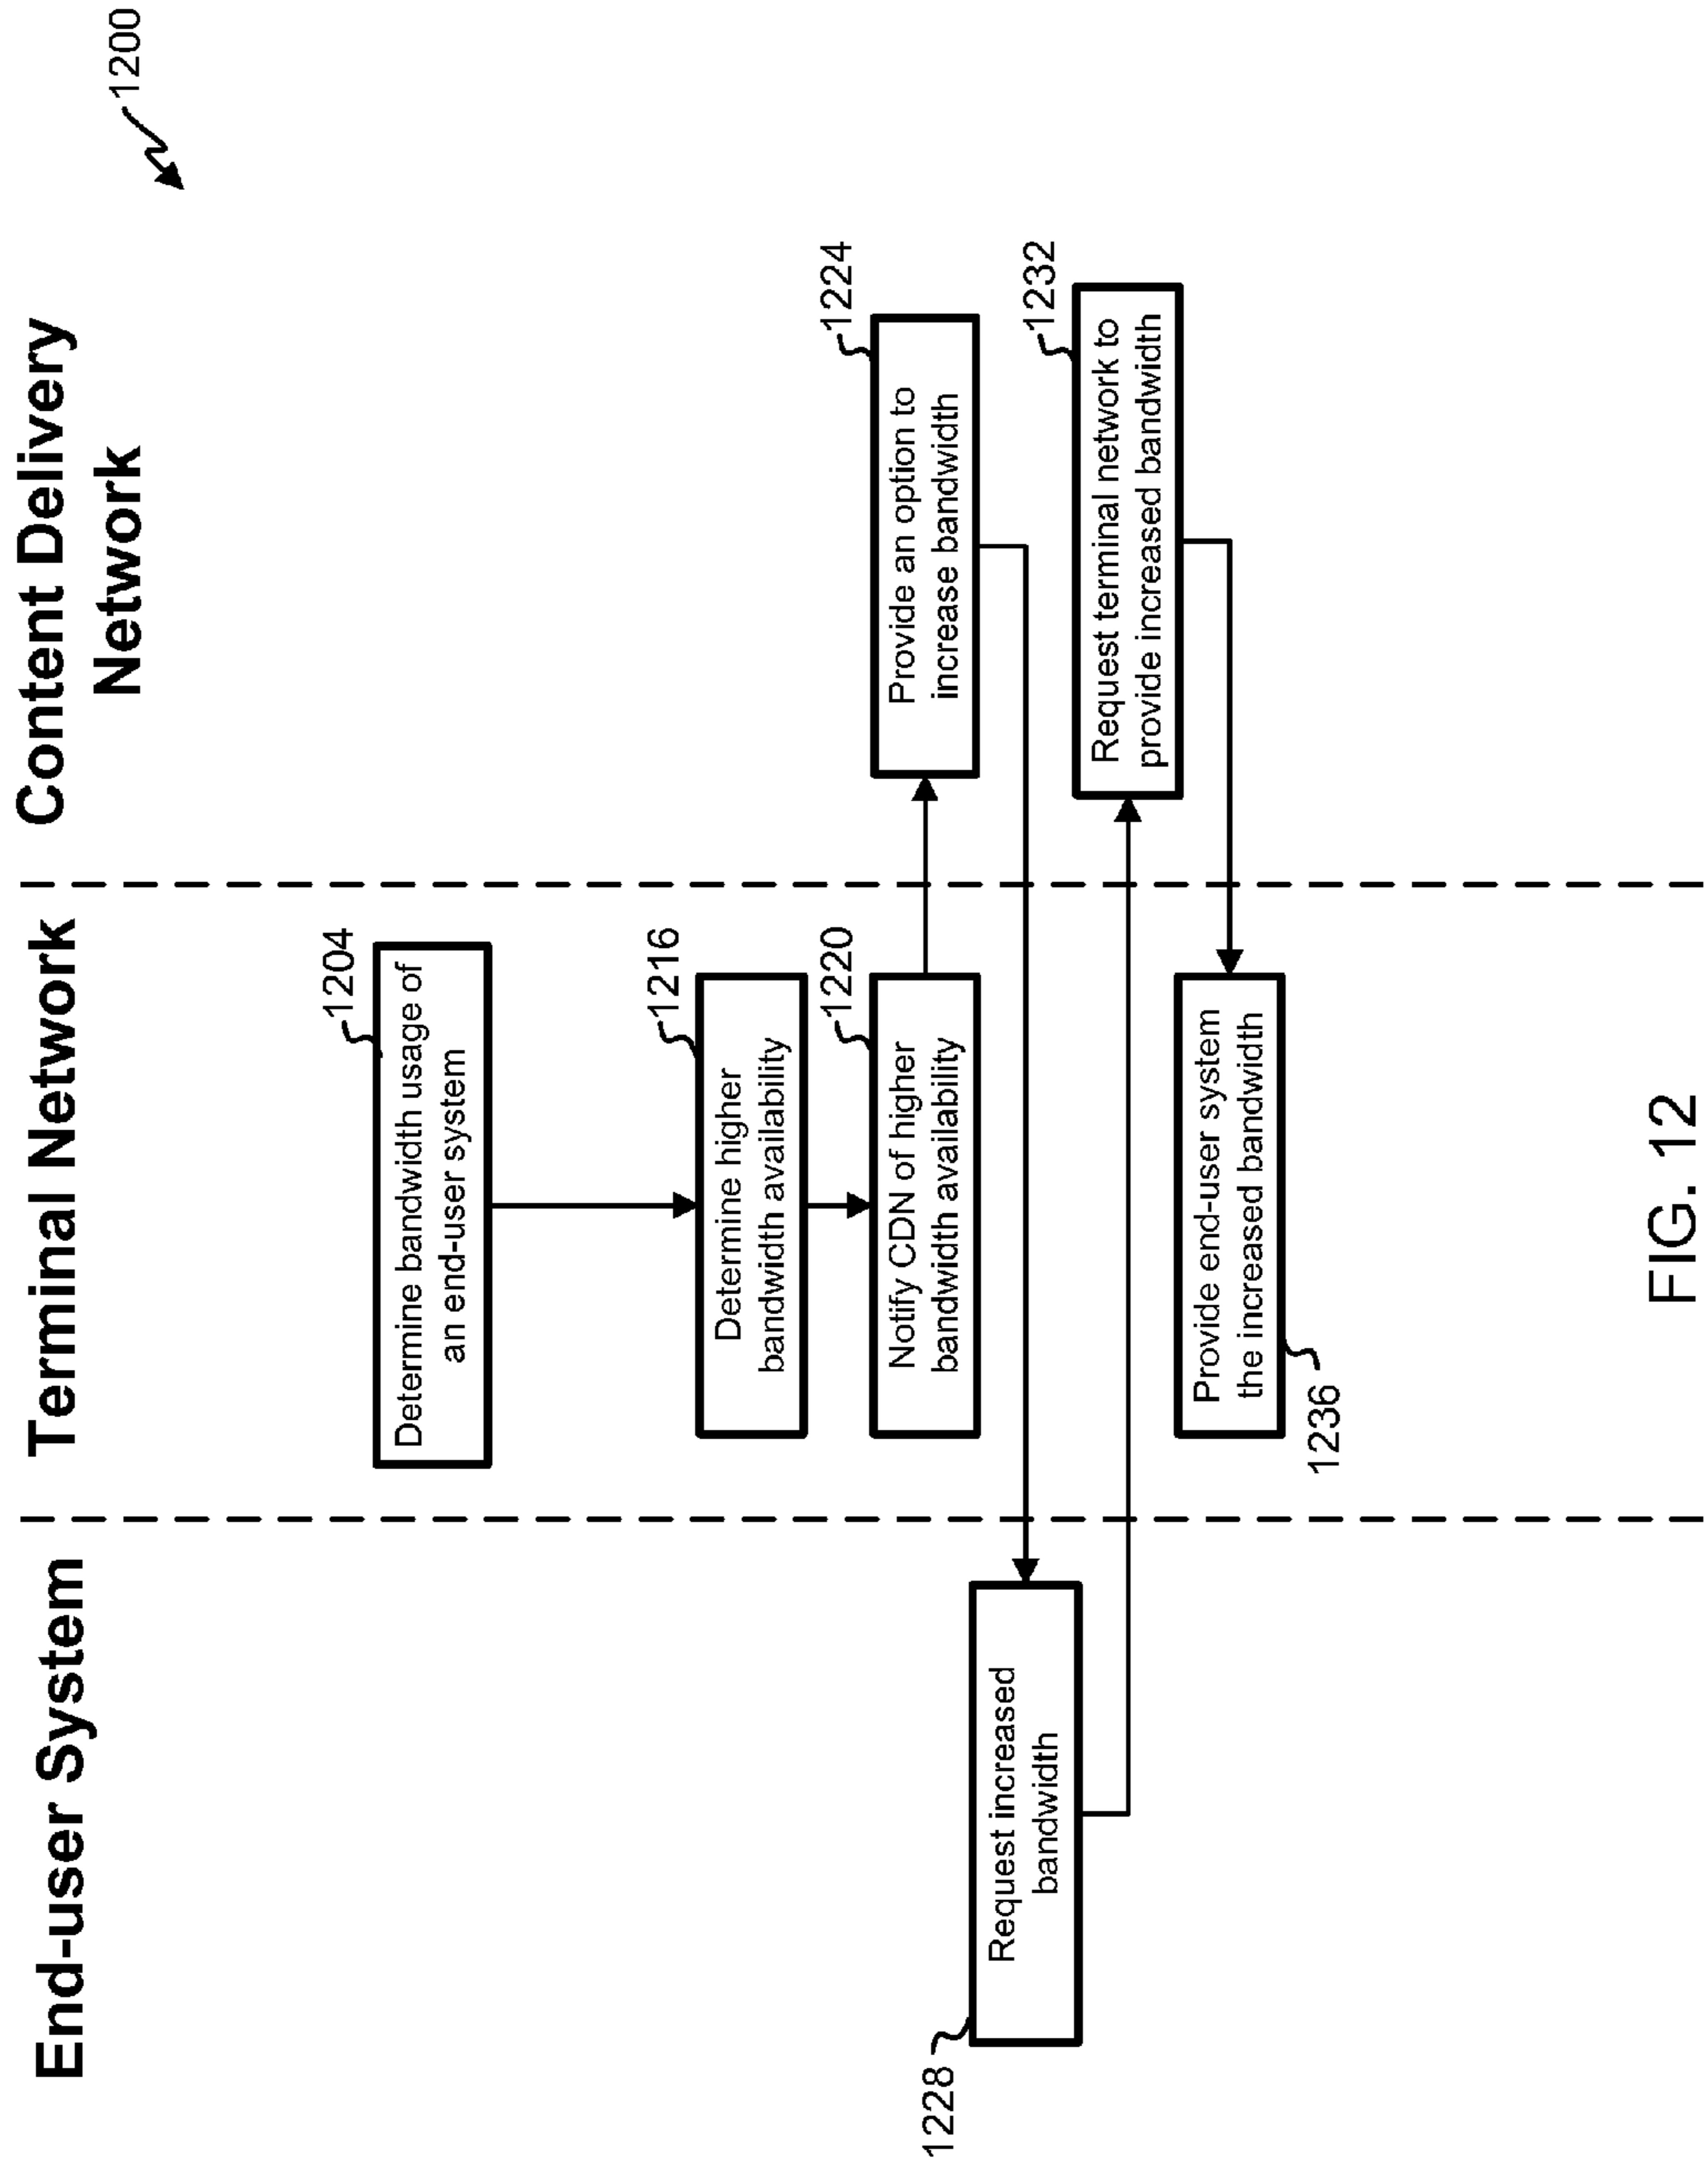 End-user System
Terminal Network
Content Delivery
Network
1200
1204
Determine bandwidth usage of
an end-user system
1216
Determine higher
bandwidth availability
1220
Notify CDN of higher
bandwidth availability
1224
Provide an option to
increase bandwidth
1228
Request increased
bandwidth
1232
Request terminal network to
provide increased bandwidth
Provide end-user system
the increased bandwidth
1236
FIG. 12